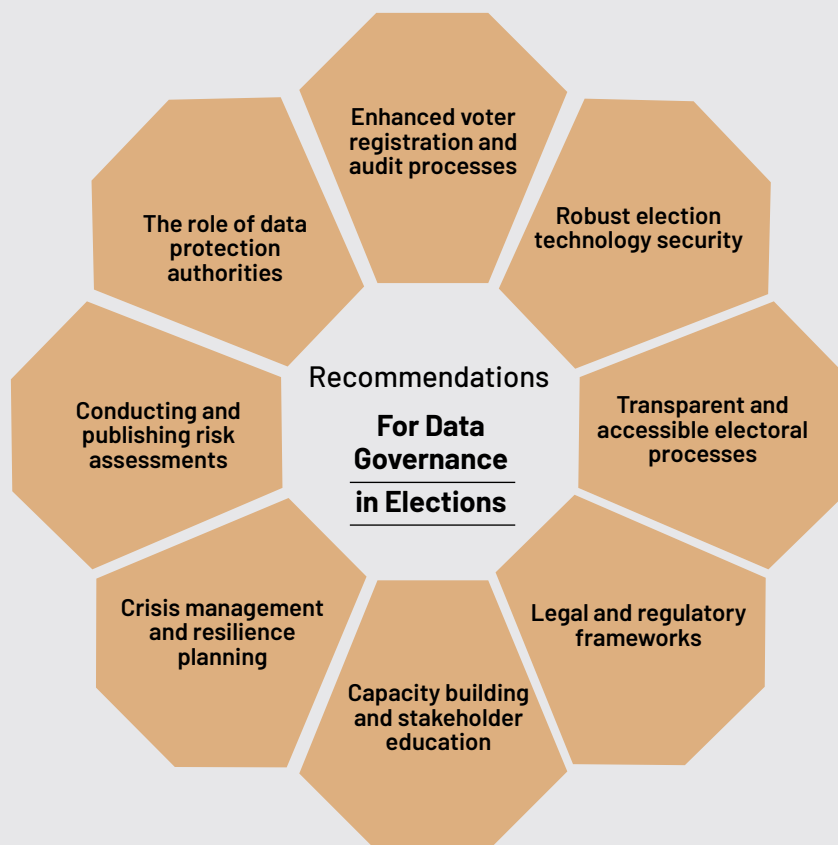 Recommendations
For Data
Governance
in Elections
Enhanced voter
registration and
audit processes
Robust election
technology security
Transparent and
accessible electoral
processes
Legal and regulatory
frameworks
Capacity building
and stakeholder
education
Crisis management
and resilience
planning
Conducting and
publishing risk
assessments
The role of data
protection
authorities